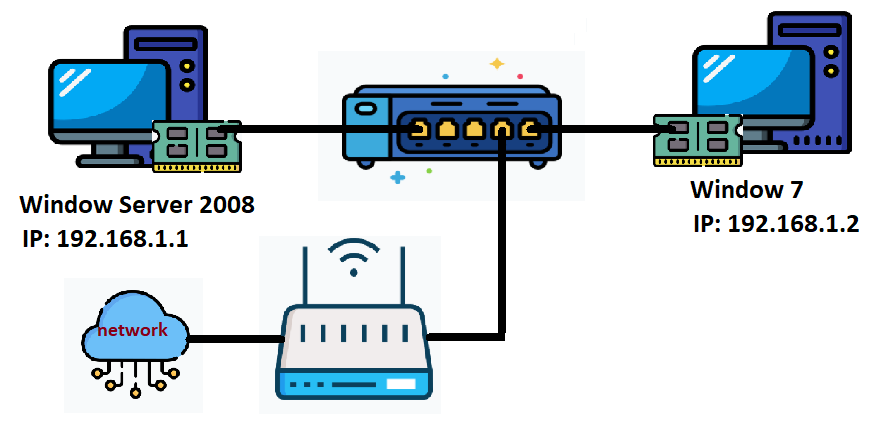 Window Server 2008
IP: 192.168.1.1
Window 7
IP: 192.168.1.2
network